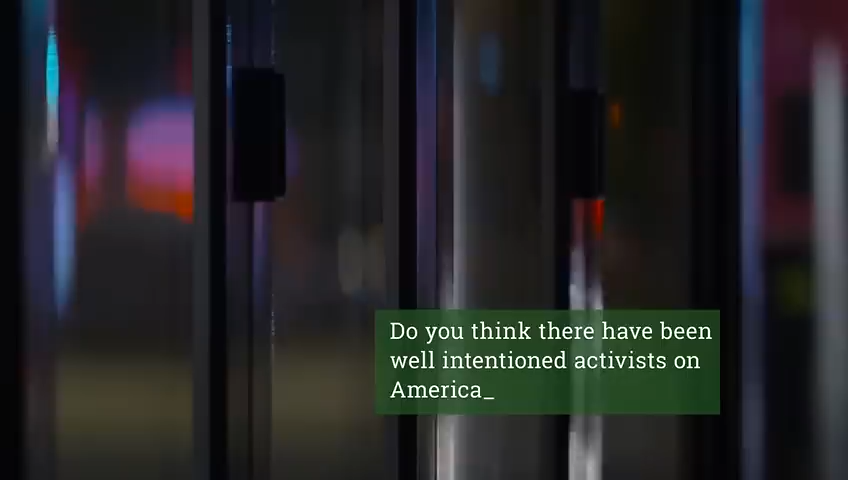 Do you think there have been
well intentioned activists on
America_